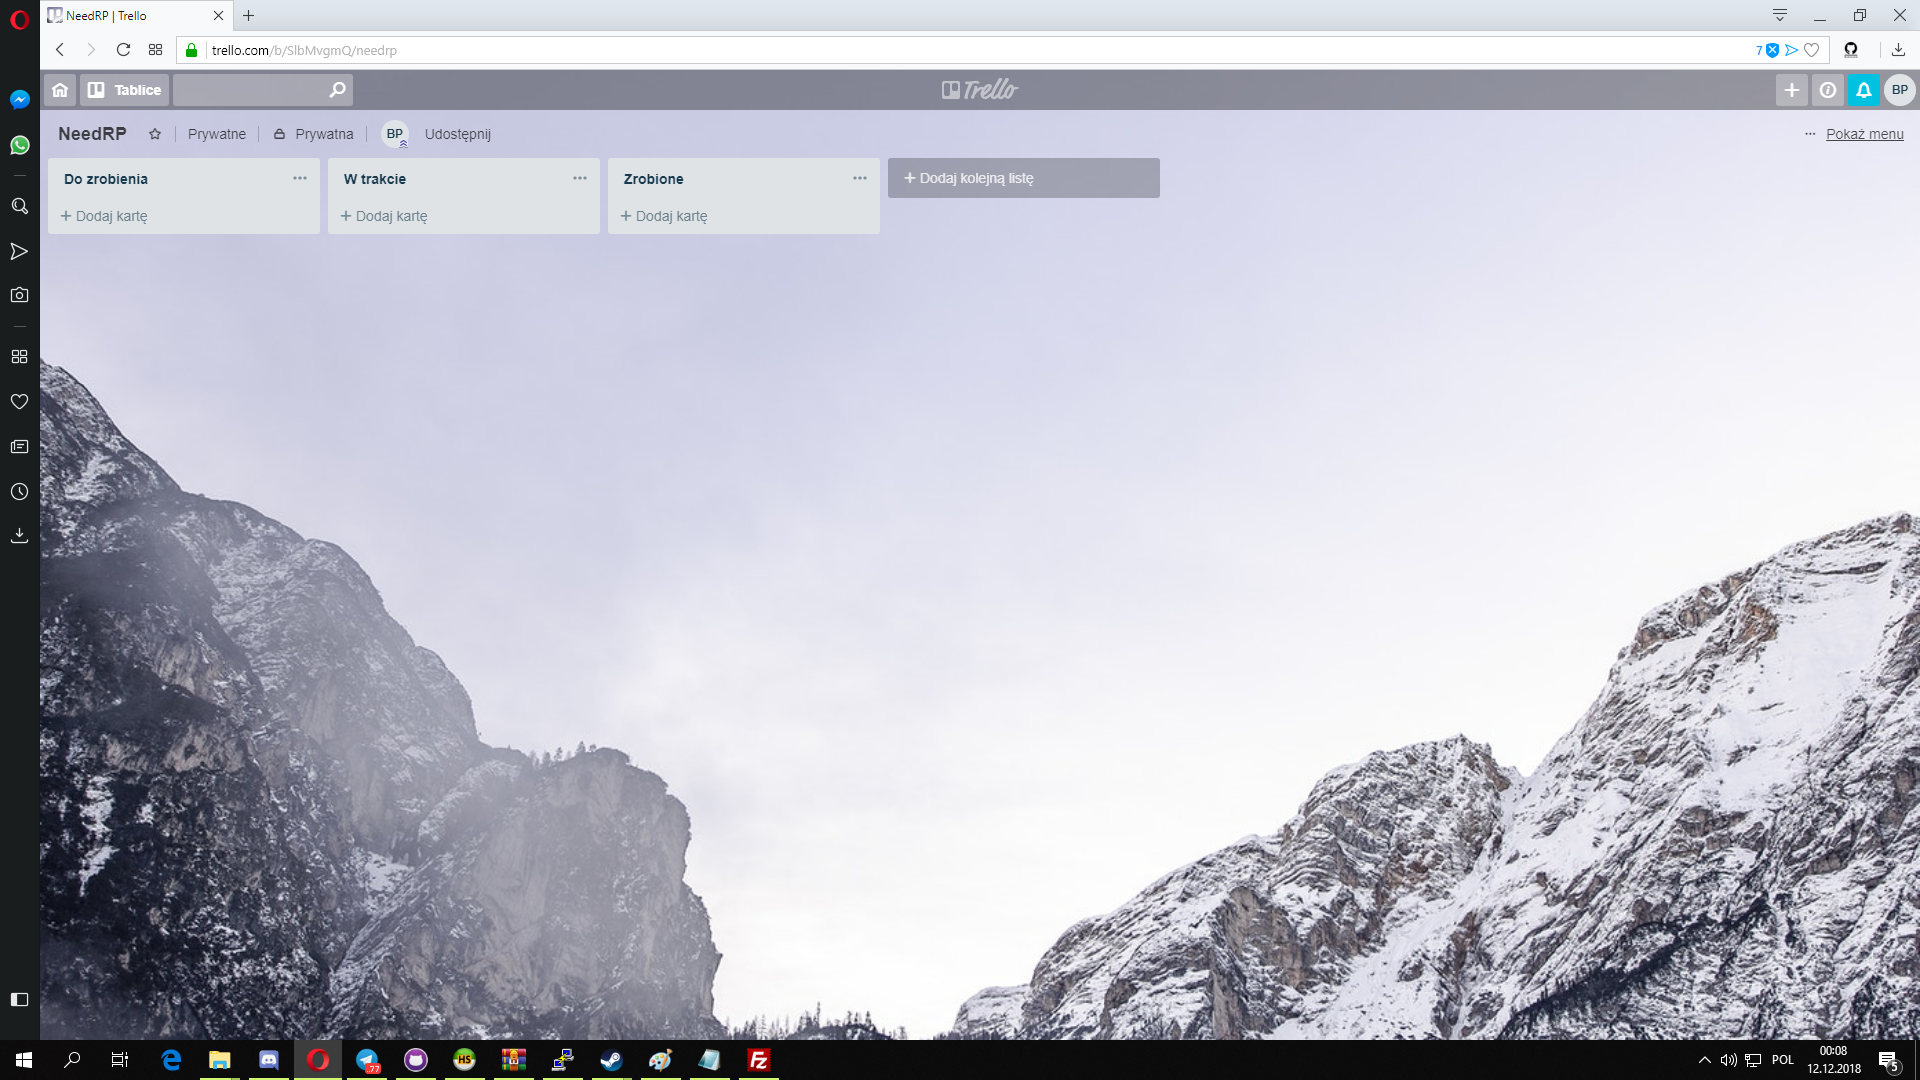 NeedRP | Trello
trello.com/b/SlbMvgmQ/needrp
7
Tablice
Trello
BP
NeedRP
Prywatne
Prywatna
BP
Udostępnij
Pokaż menu
Do zrobienia
W trakcie
Zrobione
+ Dodaj kolejną listę
+ Dodaj kartę
+ Dodaj kartę
+ Dodaj kartę
.77
HS
Fz
POL
00:08
12.12.2018
5